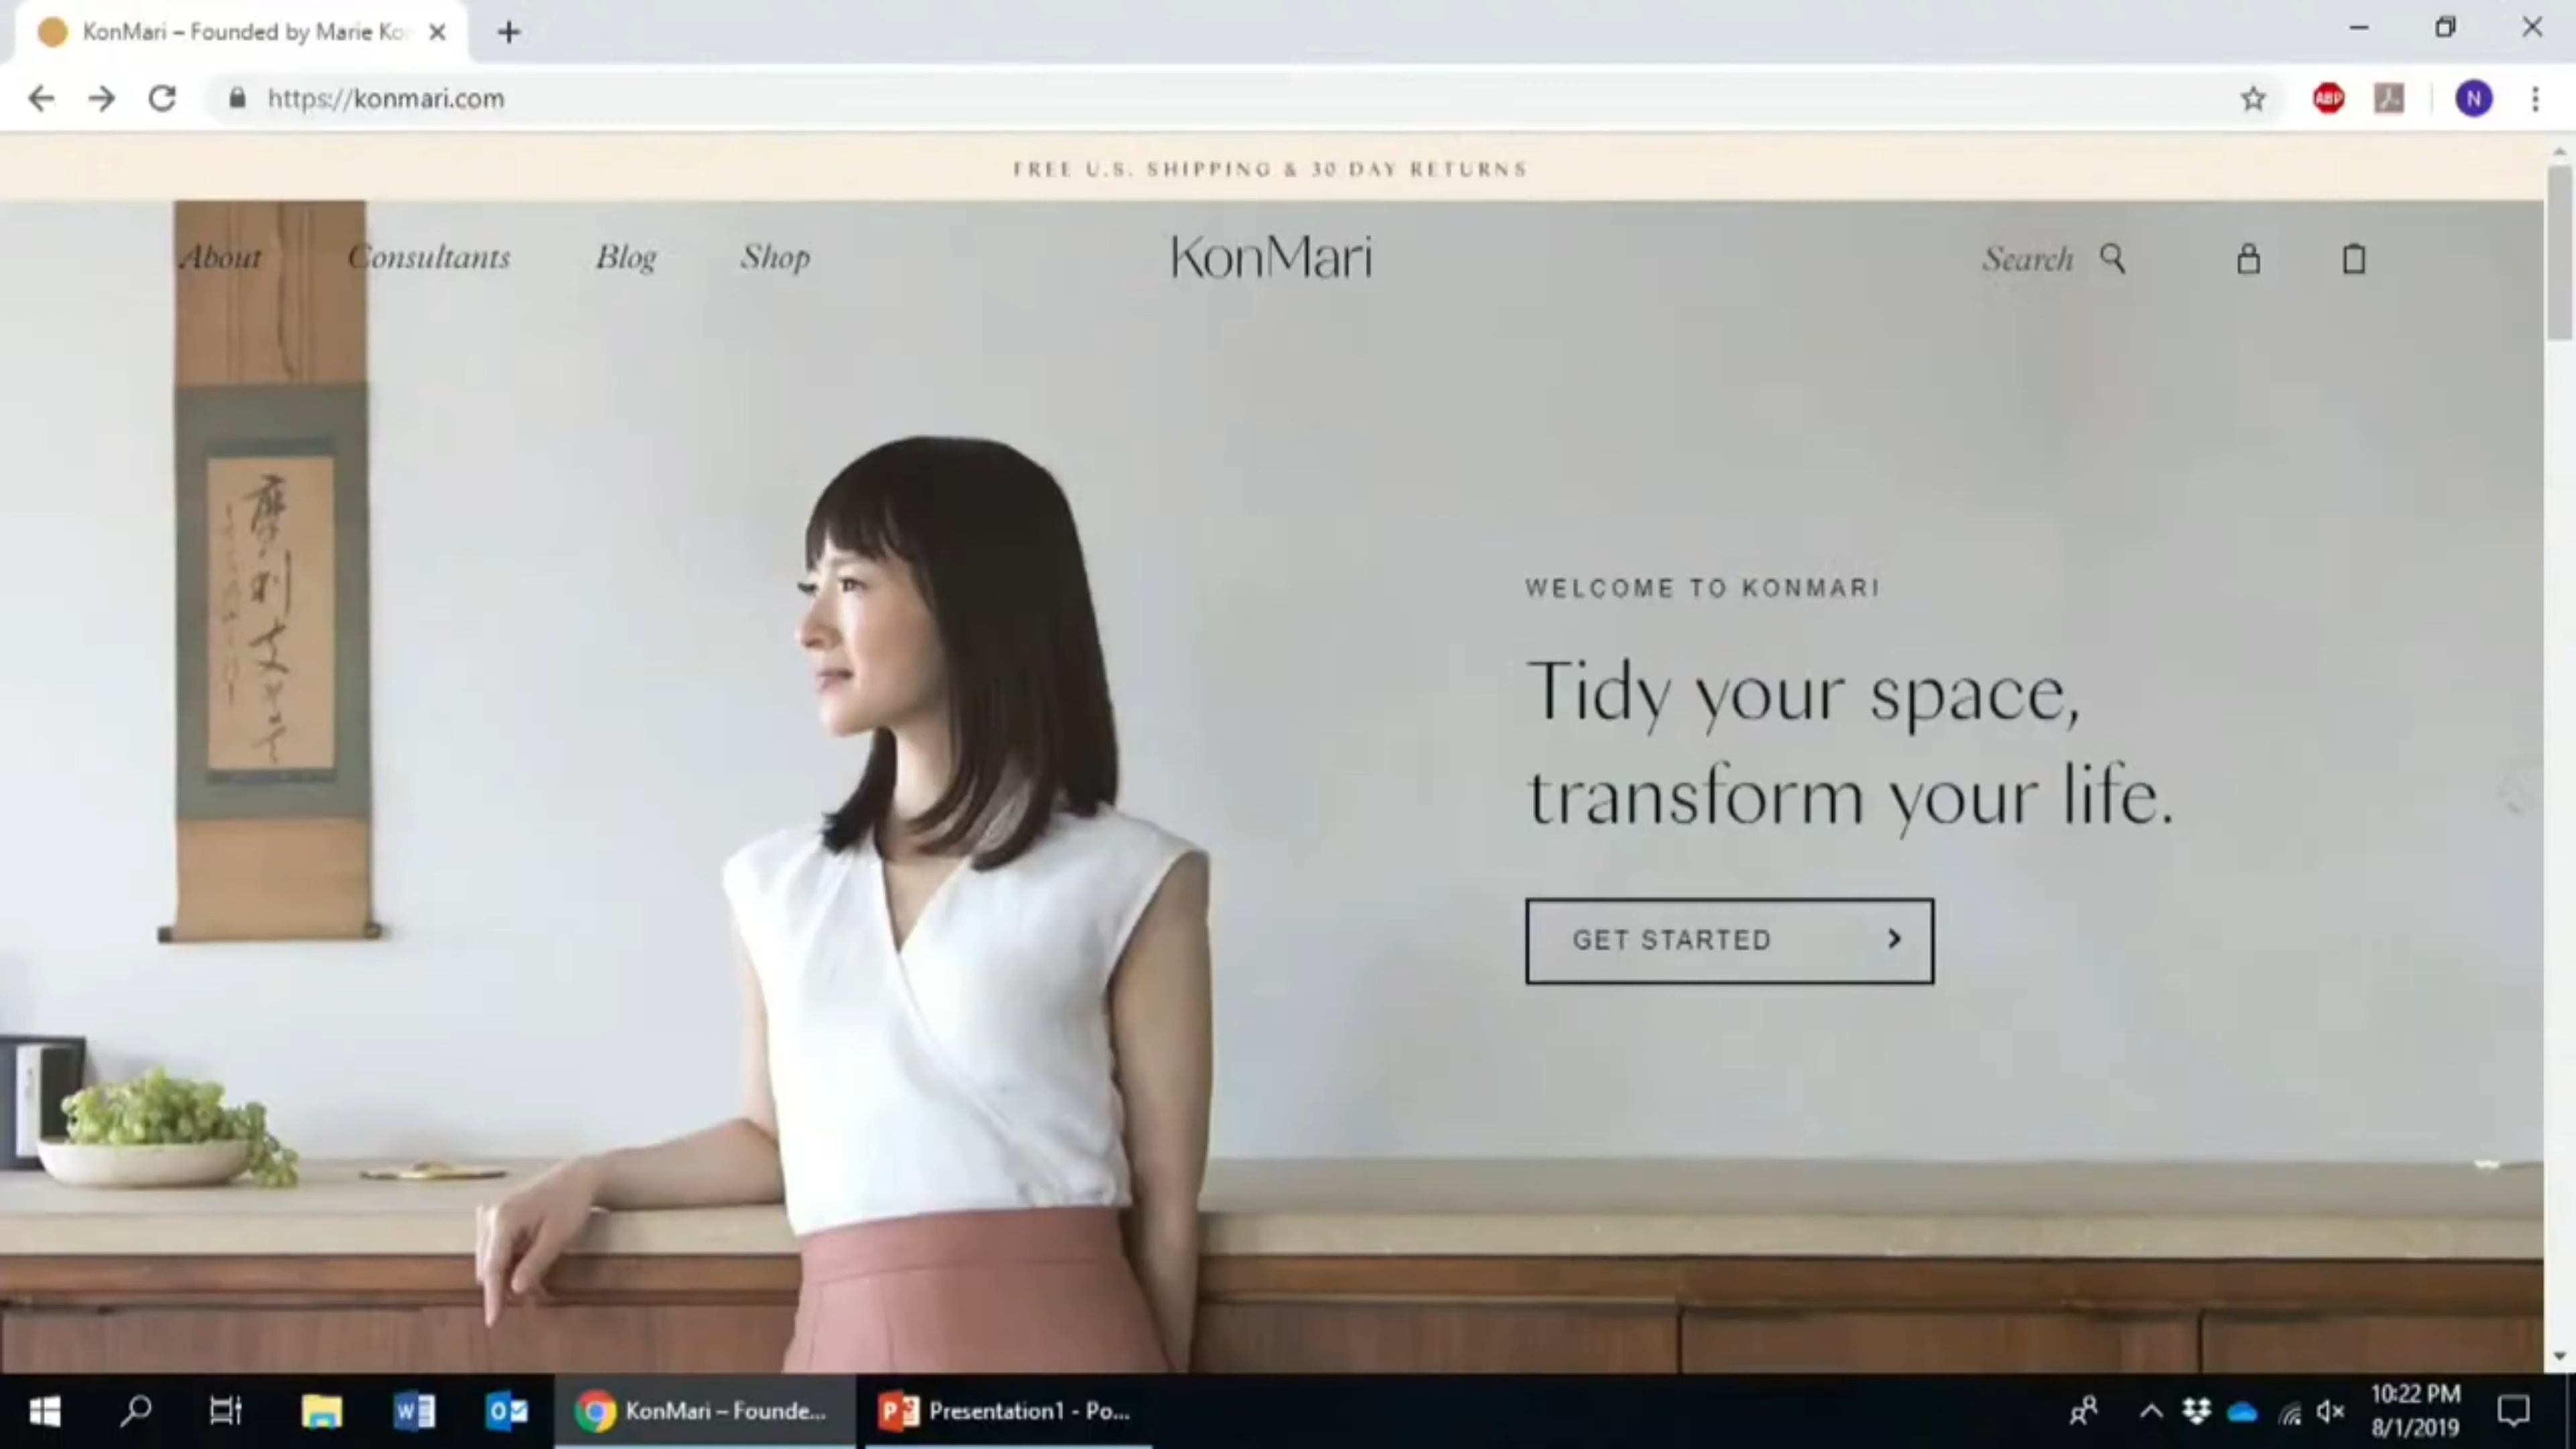 KonMari – Founded by Marie Ko
https://konmari.com
ABP
N
FREE U.S. SHIPPING & 30 DAY RETURNS
About Consultants Blog Shop
KonMari
Search
WELCOME TO KONMARI
Tidy your space,
transform your life.
GET STARTED
KonMari – Founde...
Presentation1 - Po...
10:22 PM
8/1/2019